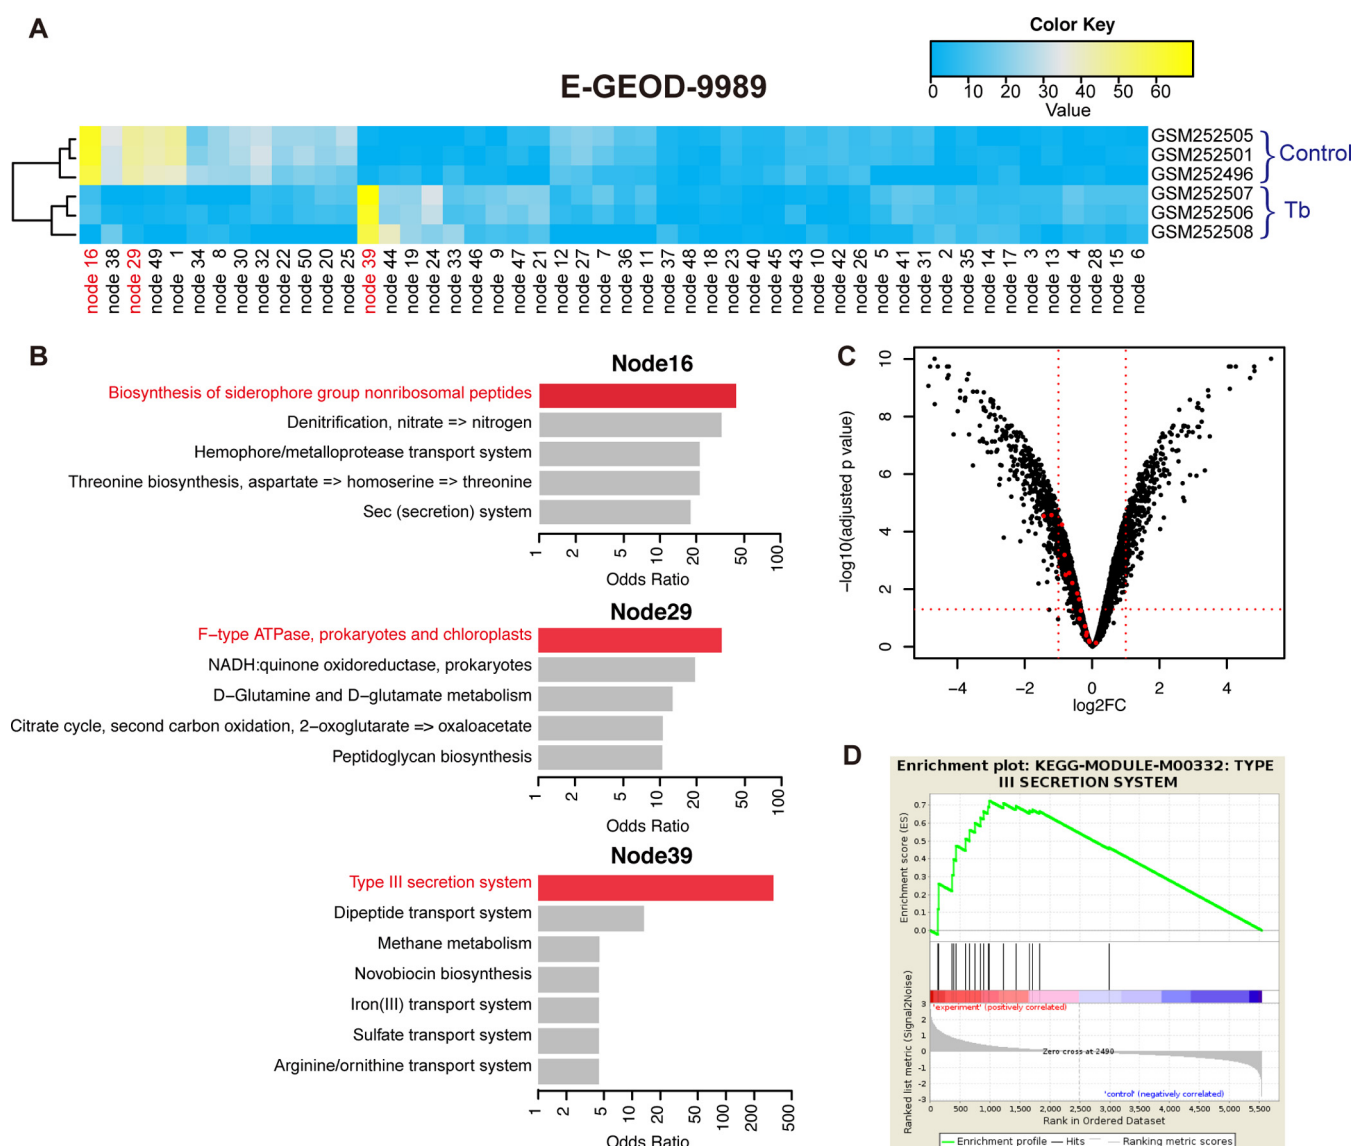 A
Color Key
0 10 20 30 40 50 60
Value
E-GEOD-9989
GSM252505
GSM252501
GSM252496
GSM252507
GSM252506
GSM252508
Control
Tb
node 16
node 38
node 29
node 49
node 1
node 34
node 8
node 30
node 32
node 22
node 50
node 20
node 25
node 39
node 44
node 19
node 24
node 33
node 46
node 9
node 47
node 21
node 12
node 27
node 7
node 36
node 11
node 37
node 48
node 18
node 23
node 40
node 45
node 43
node 10
node 42
node 26
node 5
node 41
node 31
node 2
node 35
node 14
node 17
node 3
node 13
node 4
node 28
node 15
node 6
B
Node16
Biosynthesis of siderophore group nonribosomal peptides
Denitrification, nitrate => nitrogen
Hemophore/metalloprotease transport system
Threonine biosynthesis, aspartate => homoserine => threonine
Sec (secretion) system
1 2 5 10 20 50 100
Odds Ratio
Node29
F−type ATPase, prokaryotes and chloroplasts
NADH:quinone oxidoreductase, prokaryotes
D−Glutamine and D−glutamate metabolism
Citrate cycle, second carbon oxidation, 2−oxoglutarate => oxaloacetate
Peptidoglycan biosynthesis
1 2 5 10 20 50 100
Odds Ratio
Node39
Type III secretion system
Dipeptide transport system
Methane metabolism
Novobiocin biosynthesis
Iron(III) transport system
Sulfate transport system
Arginine/ornithine transport system
1 2 5 10 20 50 100 200 500
Odds Ratio
C
−log10(adjusted p value)
10
8
6
4
2
0
−4 −2 0 2 4
log2FC
D
Enrichment plot: KEGG-MODULE-M00332: TYPE
III SECRETION SYSTEM
Enrichment score (ES)
0.7
0.6
0.5
0.4
0.3
0.2
0.1
0.0
Ranked list metric (Signal2Noise)
'experiment' (positively correlated)
3
2
1
0
-1
-2
-3
Zero cross at 2490
'control' (negatively correlated)
0 500 1,000 1,500 2,000 2,500 3,000 3,500 4,000 4,500 5,000 5,500
Rank in Ordered Dataset
Enrichment profile Hits Ranking metric scores